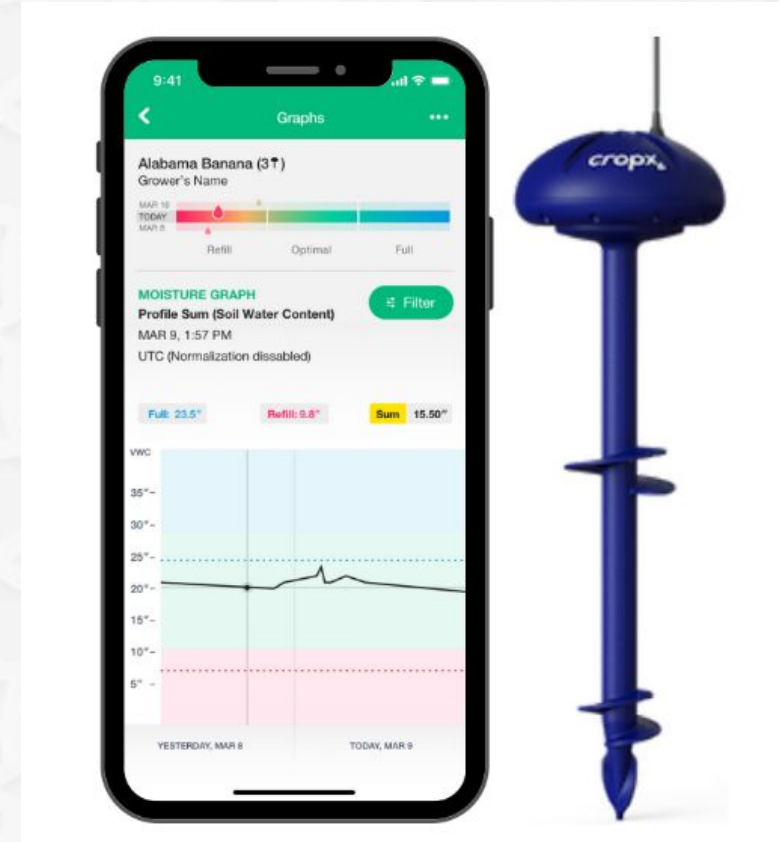 9:41
Graphs
Alabama Banana (3)
Grower's Name
MAR 10
TODAY
MAR 8
Refill Optimal Full
MOISTURE GRAPH
Filter
Profile Sum (Soil Water Content)
MAR 9, 1:57 PM
UTC (Normalization dissabled)
Full: 23.5"
Refill: 9.8"
Sum 15.50"
VWC
35"-
30"-
25"-
20"-
15"-
10"-
5" -
YESTERDAY, MAR 8
TODAY, MAR 9
cropx